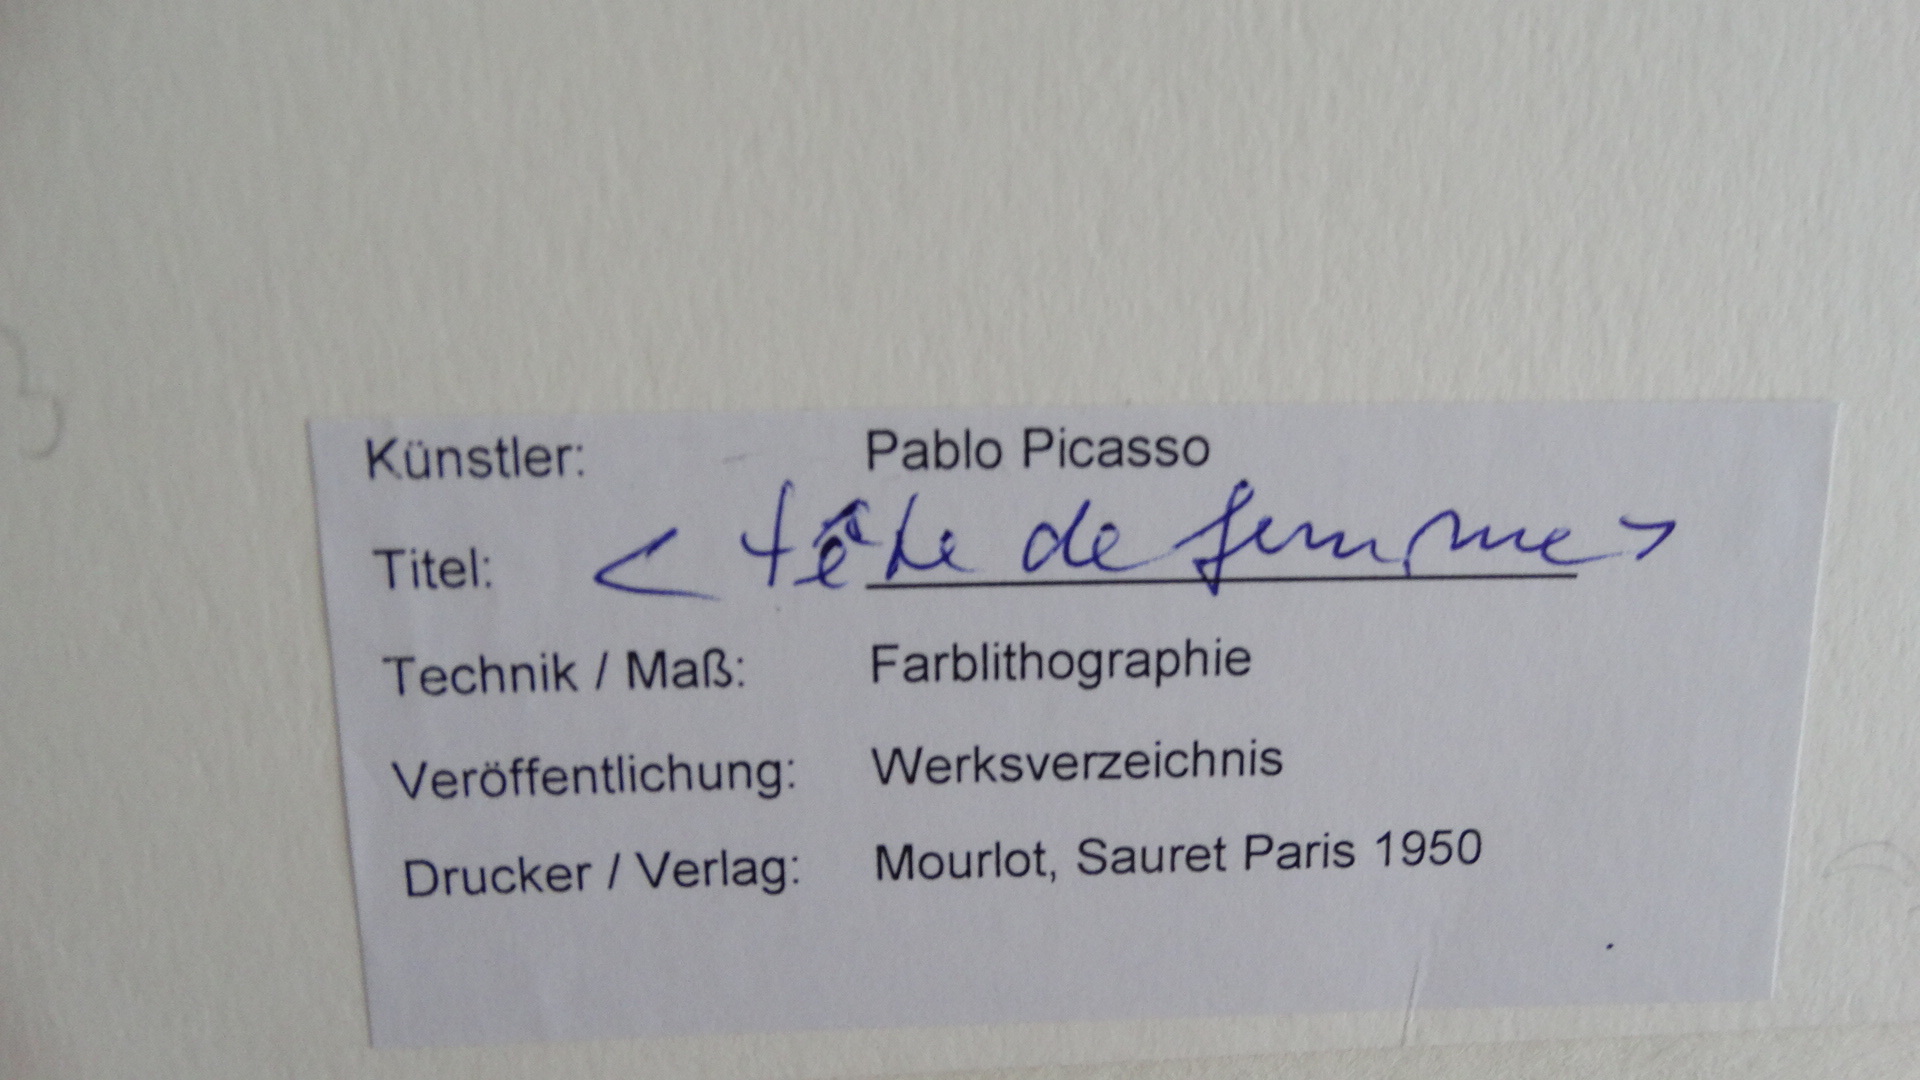 Künstler: Pablo Picasso
Titel: < tête de femme >
Technik / Maß: Farblithographie
Veröffentlichung: Werksverzeichnis
Drucker / Verlag: Mourlot, Sauret Paris 1950